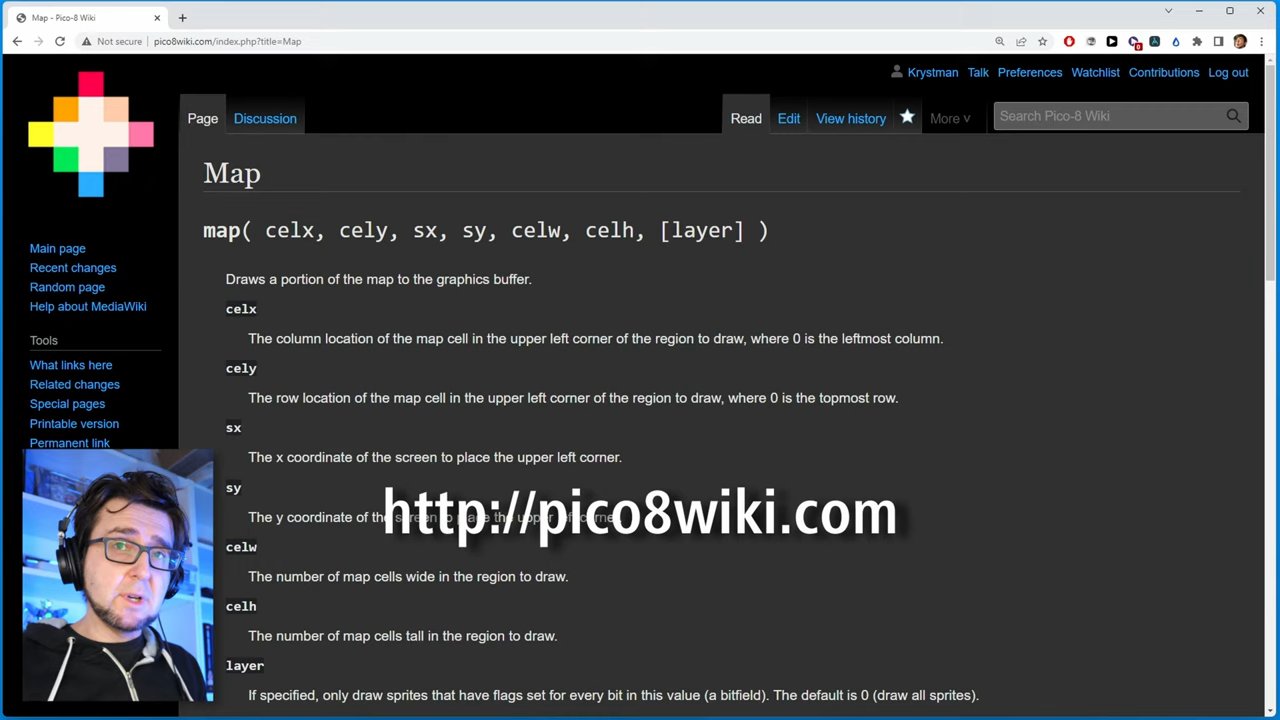 Map - Pico-8 Wiki
Not secure
pico8wiki.com/index.php?title=Map
0
Krystman Talk Preferences Watchlist Contributions Log out
Page Discussion Read Edit View history More
Search Pico-8 Wiki
Map
map( celx, cely, sx, sy, celw, celh, [layer] )
Main page
Recent changes
Random page
Help about MediaWiki
Tools
What links here
Related changes
Special pages
Printable version
Permanent link
Draws a portion of the map to the graphics buffer.
celx
The column location of the map cell in the upper left corner of the region to draw, where 0 is the leftmost column.
cely
The row location of the map cell in the upper left corner of the region to draw, where 0 is the topmost row.
sx
The x coordinate of the screen to place the upper left corner.
sy
The y coordinate of the screen to place the upper left corner.
http://pico8wiki.com
celw
The number of map cells wide in the region to draw.
celh
The number of map cells tall in the region to draw.
layer
If specified, only draw sprites that have flags set for every bit in this value (a bitfield). The default is 0 (draw all sprites).